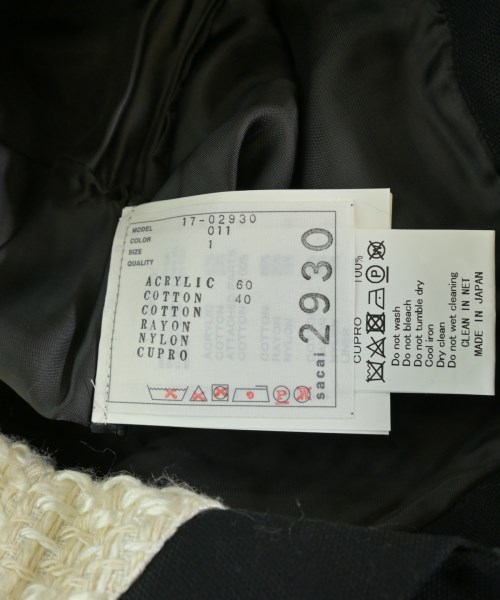 MODEL 17-02930
COLOR 011
SIZE 1
QUALITY
ACRYLIC 60
COTTON 40
COTTON
RAYON
NYLON
CUPRO
sacai 2930
CUPRO 100%
Do not wash
Do not bleach
Do not tumble dry
Cool iron
Dry clean
Do not wet cleaning
CLEAN IN NET
MADE IN JAPAN